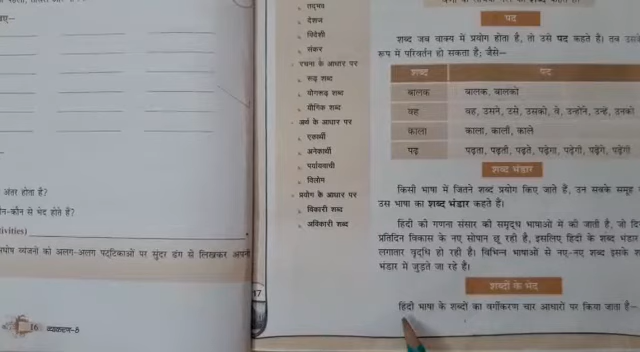 अंतर होता है?
न-कौन से भेद होते हैं?
ivities)
घोष व्यंजनों को अलग-अलग पट्टिकाओं पर सुंदर ढंग से लिखकर अपने
16 व्याकरण-8
तद्भव
देशज
विदेशी
संकर
रचना के आधार पर
रूढ़ शब्द
योगरूढ़ शब्द
यौगिक शब्द
अर्थ के आधार पर
एकार्थी
अनेकार्थी
पर्यायवाची
विलोम
प्रयोग के आधार पर
विकारी शब्द
अविकारी शब्द
17
पद
शब्द जब वाक्य में प्रयोग होता है, तो उसे पद कहते हैं। तब उसके
रूप में परिवर्तन हो सकता है; जैसे—
शब्द पद
बालक बालक, बालकों
वह वह, उसने, उसे, उसको, वे, उन्होंने, उन्हें, उनको
काला काला, काली, काले
पढ़ पढ़ता, पढ़ती, पढ़ते, पढ़ेगा, पढ़ेगी, पढ़ेंगे, पढ़ेंगी
शब्द भंडार
किसी भाषा में जितने शब्द प्रयोग किए जाते हैं, उन सबके समूह
उस भाषा का शब्द भंडार कहते हैं।
हिंदी की गणना संसार की समृद्ध भाषाओं में की जाती है, जो
प्रतिदिन विकास के नए सोपान छू रही है, इसलिए हिंदी के शब्द भंडार
लगातार वृद्धि हो रही है। विभिन्न भाषाओं से नए-नए शब्द इसके
भंडार में जुड़ते जा रहे हैं।
शब्दों के भेद
हिंदी भाषा के शब्दों का वर्गीकरण चार आधारों पर किया जाता है—